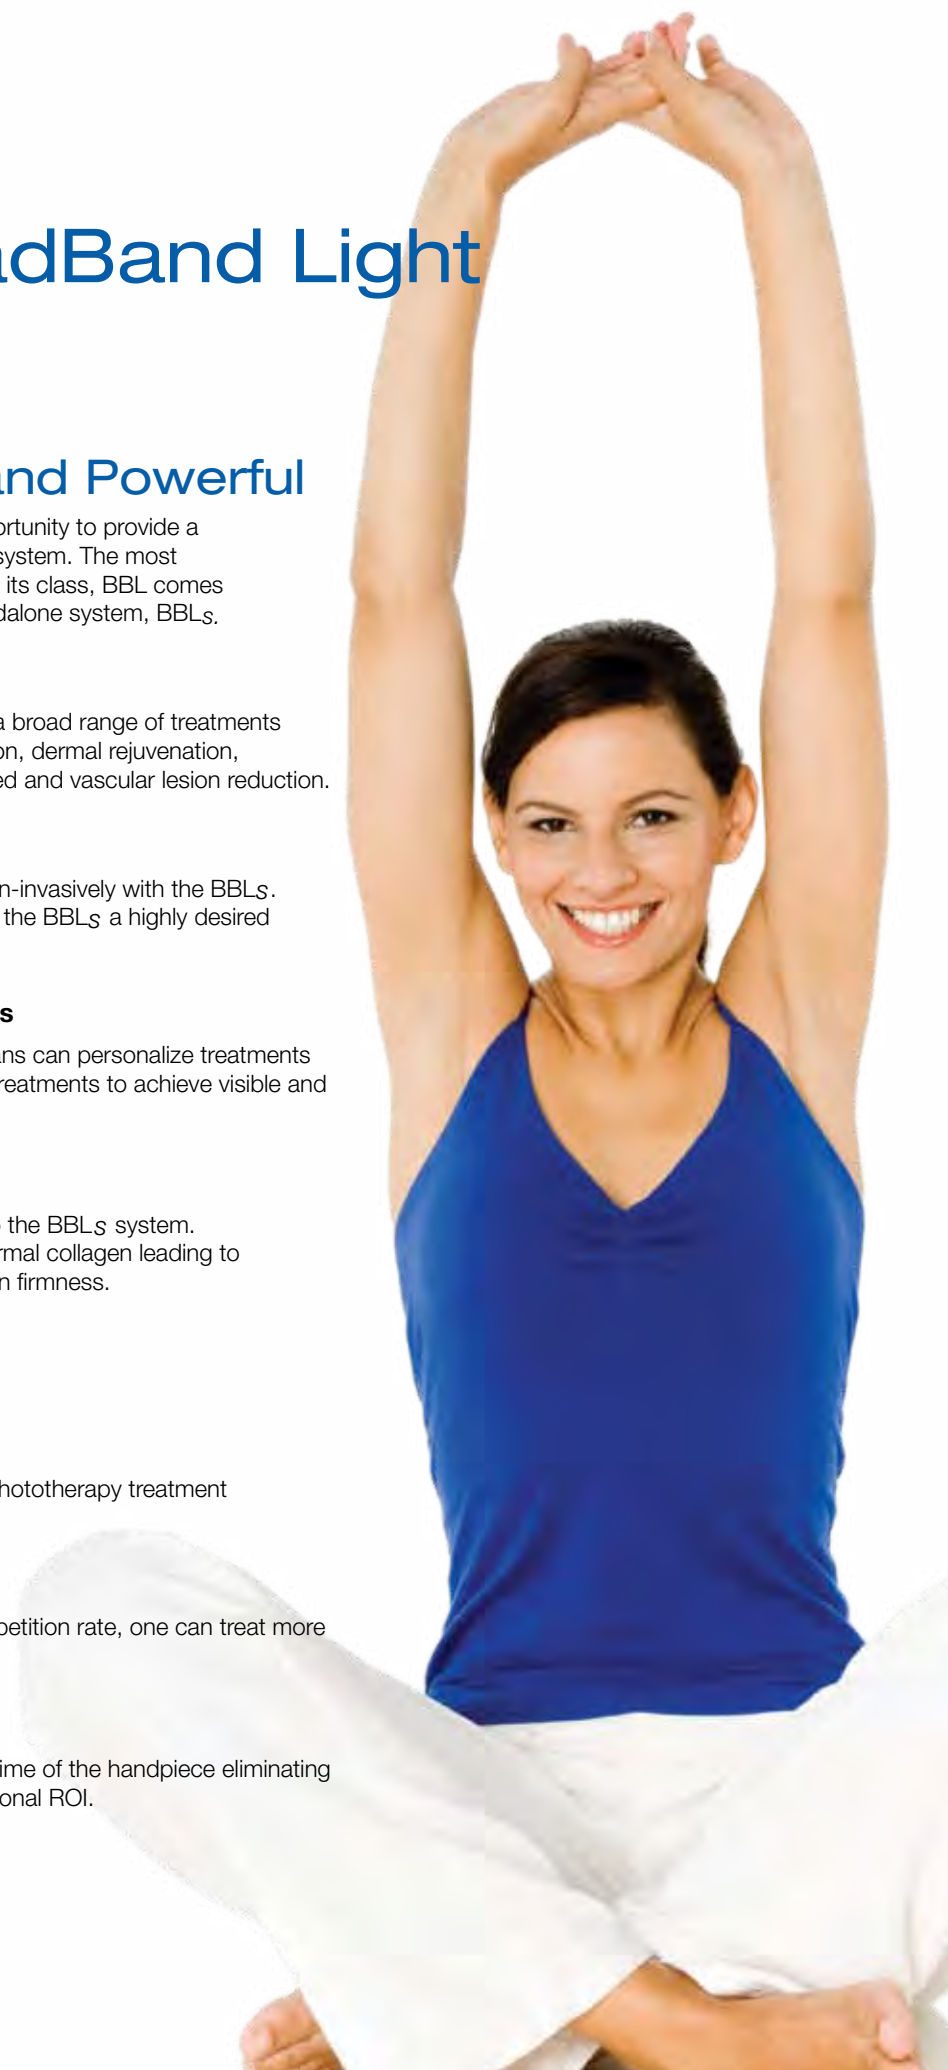 adBand Light
and Powerful
ortunity to provide a
system. The most
its class, BBL comes
dalone system, BBLs.
a broad range of treatments
on, dermal rejuvenation,
ed and vascular lesion reduction.
n-invasively with the BBLs.
the BBLs a highly desired
s
ans can personalize treatments
reatments to achieve visible and
the BBLs system.
rmal collagen leading to
n firmness.
hototherapy treatment
petition rate, one can treat more
ime of the handpiece eliminating
onal ROI.